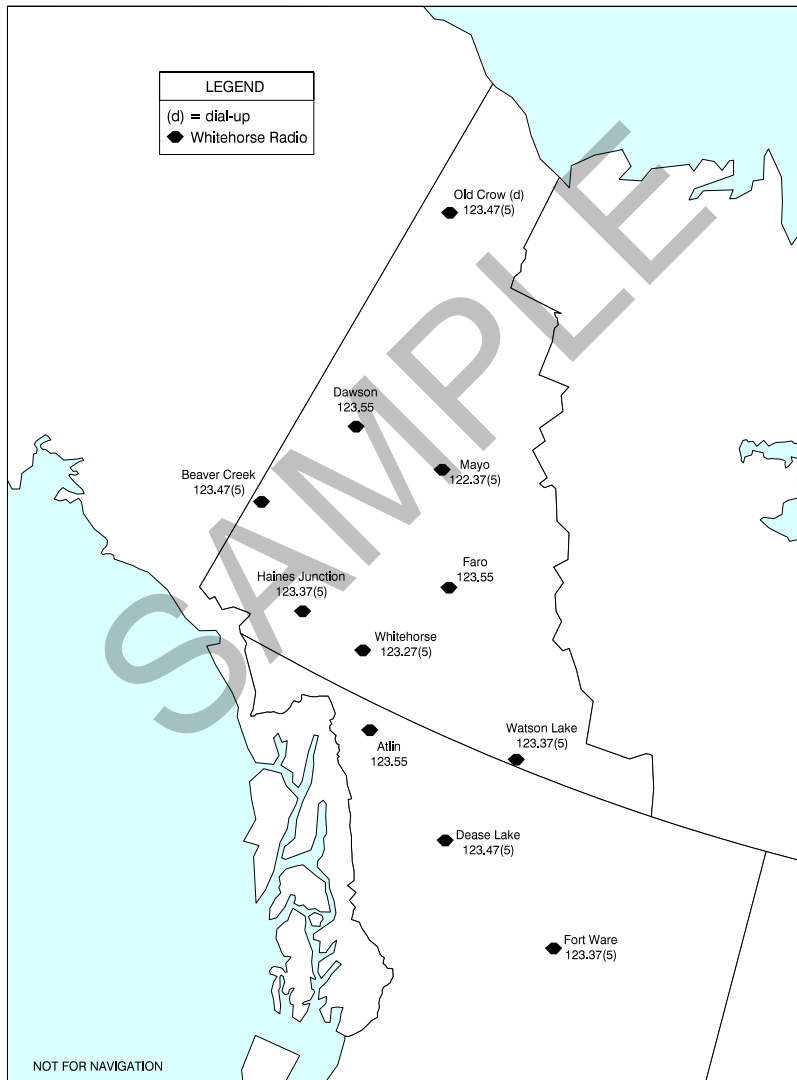 LEGEND
(d) = dial-up
Whitehorse Radio
Old Crow (d)
123.47(5)
Dawson
123.55
Mayo
122.37(5)
Beaver Creek
123.47(5)
Faro
123.55
Haines Junction
123.37(5)
Whitehorse
123.27(5)
Watson Lake
123.37(5)
Atlin
123.55
Dease Lake
123.47(5)
Fort Ware
123.37(5)
NOT FOR NAVIGATION
SAMPLE